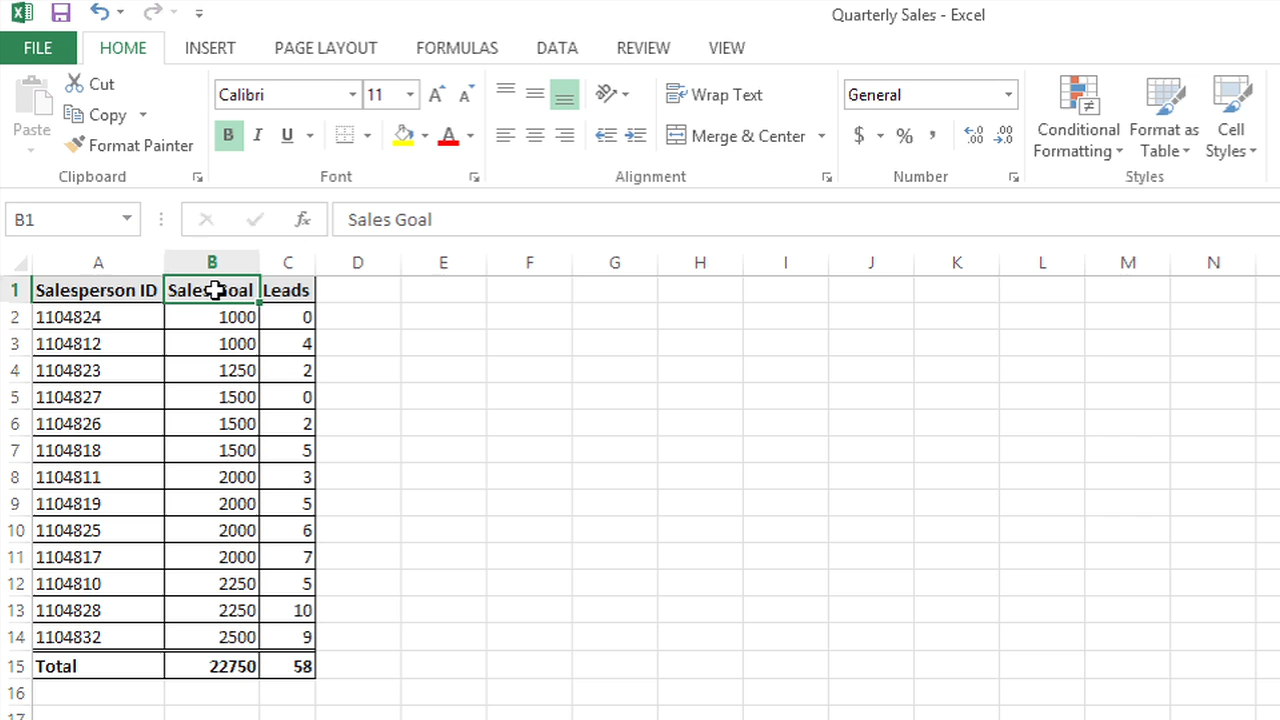 Quarterly Sales - Excel
FILE HOME INSERT PAGE LAYOUT FORMULAS DATA REVIEW VIEW
Paste
Cut
Copy
Format Painter
Clipboard
Calibri 11
B I U A
Font
Wrap Text
Merge & Center
Alignment
General
$ % , .0 .00
Number
Conditional Formatting
Format as Table
Cell Styles
Styles
B1 fx Sales Goal
A B C D E F G H I J K L M N
1 Salesperson ID Sales Goal Leads
2 1104824 1000 0
3 1104812 1000 4
4 1104823 1250 2
5 1104827 1500 0
6 1104826 1500 2
7 1104818 1500 5
8 1104811 2000 3
9 1104819 2000 5
10 1104825 2000 6
11 1104817 2000 7
12 1104810 2250 5
13 1104828 2250 10
14 1104832 2500 9
15 Total 22750 58
16
17